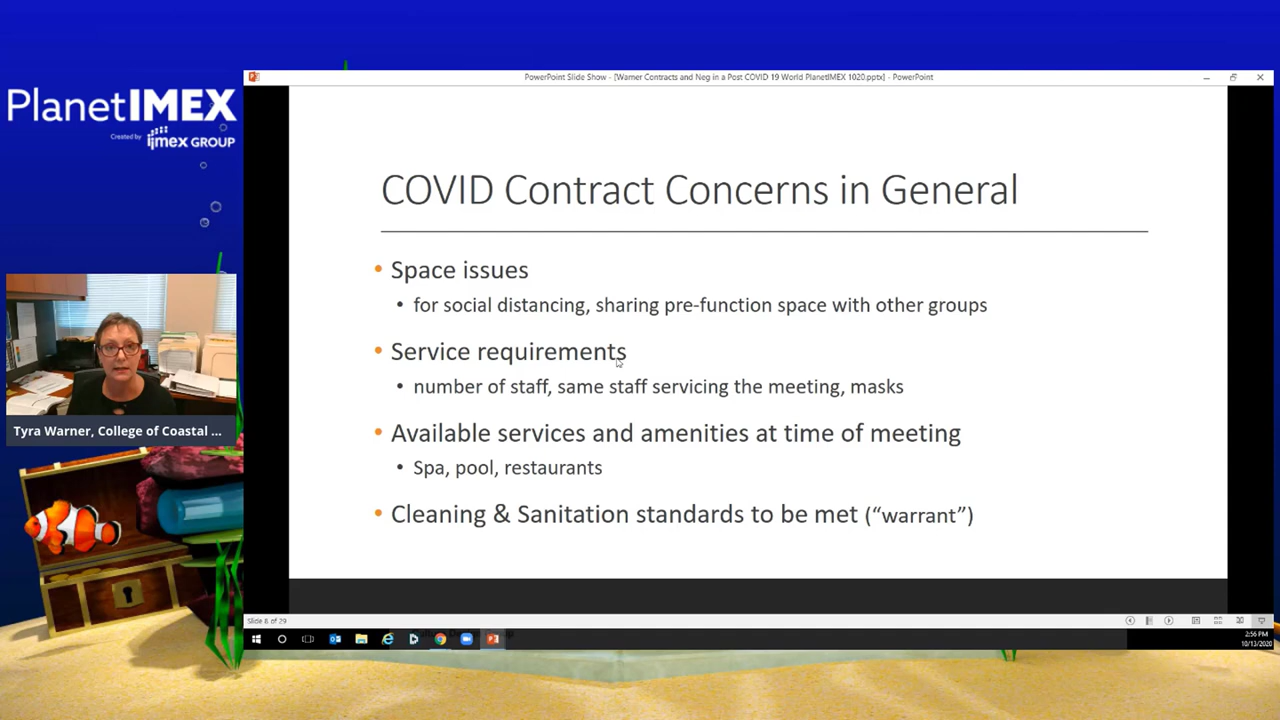 PlanetIMEX
Created by imex GROUP
PowerPoint Slide Show - [Warner Contracts and Neg in a Post COVID 19 World PlanetIMEX 1020.pptx] - PowerPoint
COVID Contract Concerns in General
• Space issues
• for social distancing, sharing pre-function space with other groups
• Service requirements
• number of staff, same staff servicing the meeting, masks
• Available services and amenities at time of meeting
• Spa, pool, restaurants
• Cleaning & Sanitation standards to be met (“warrant”)
Tyra Warner, College of Coastal ...
Slide 8 of 29
2:56 PM
10/13/2020